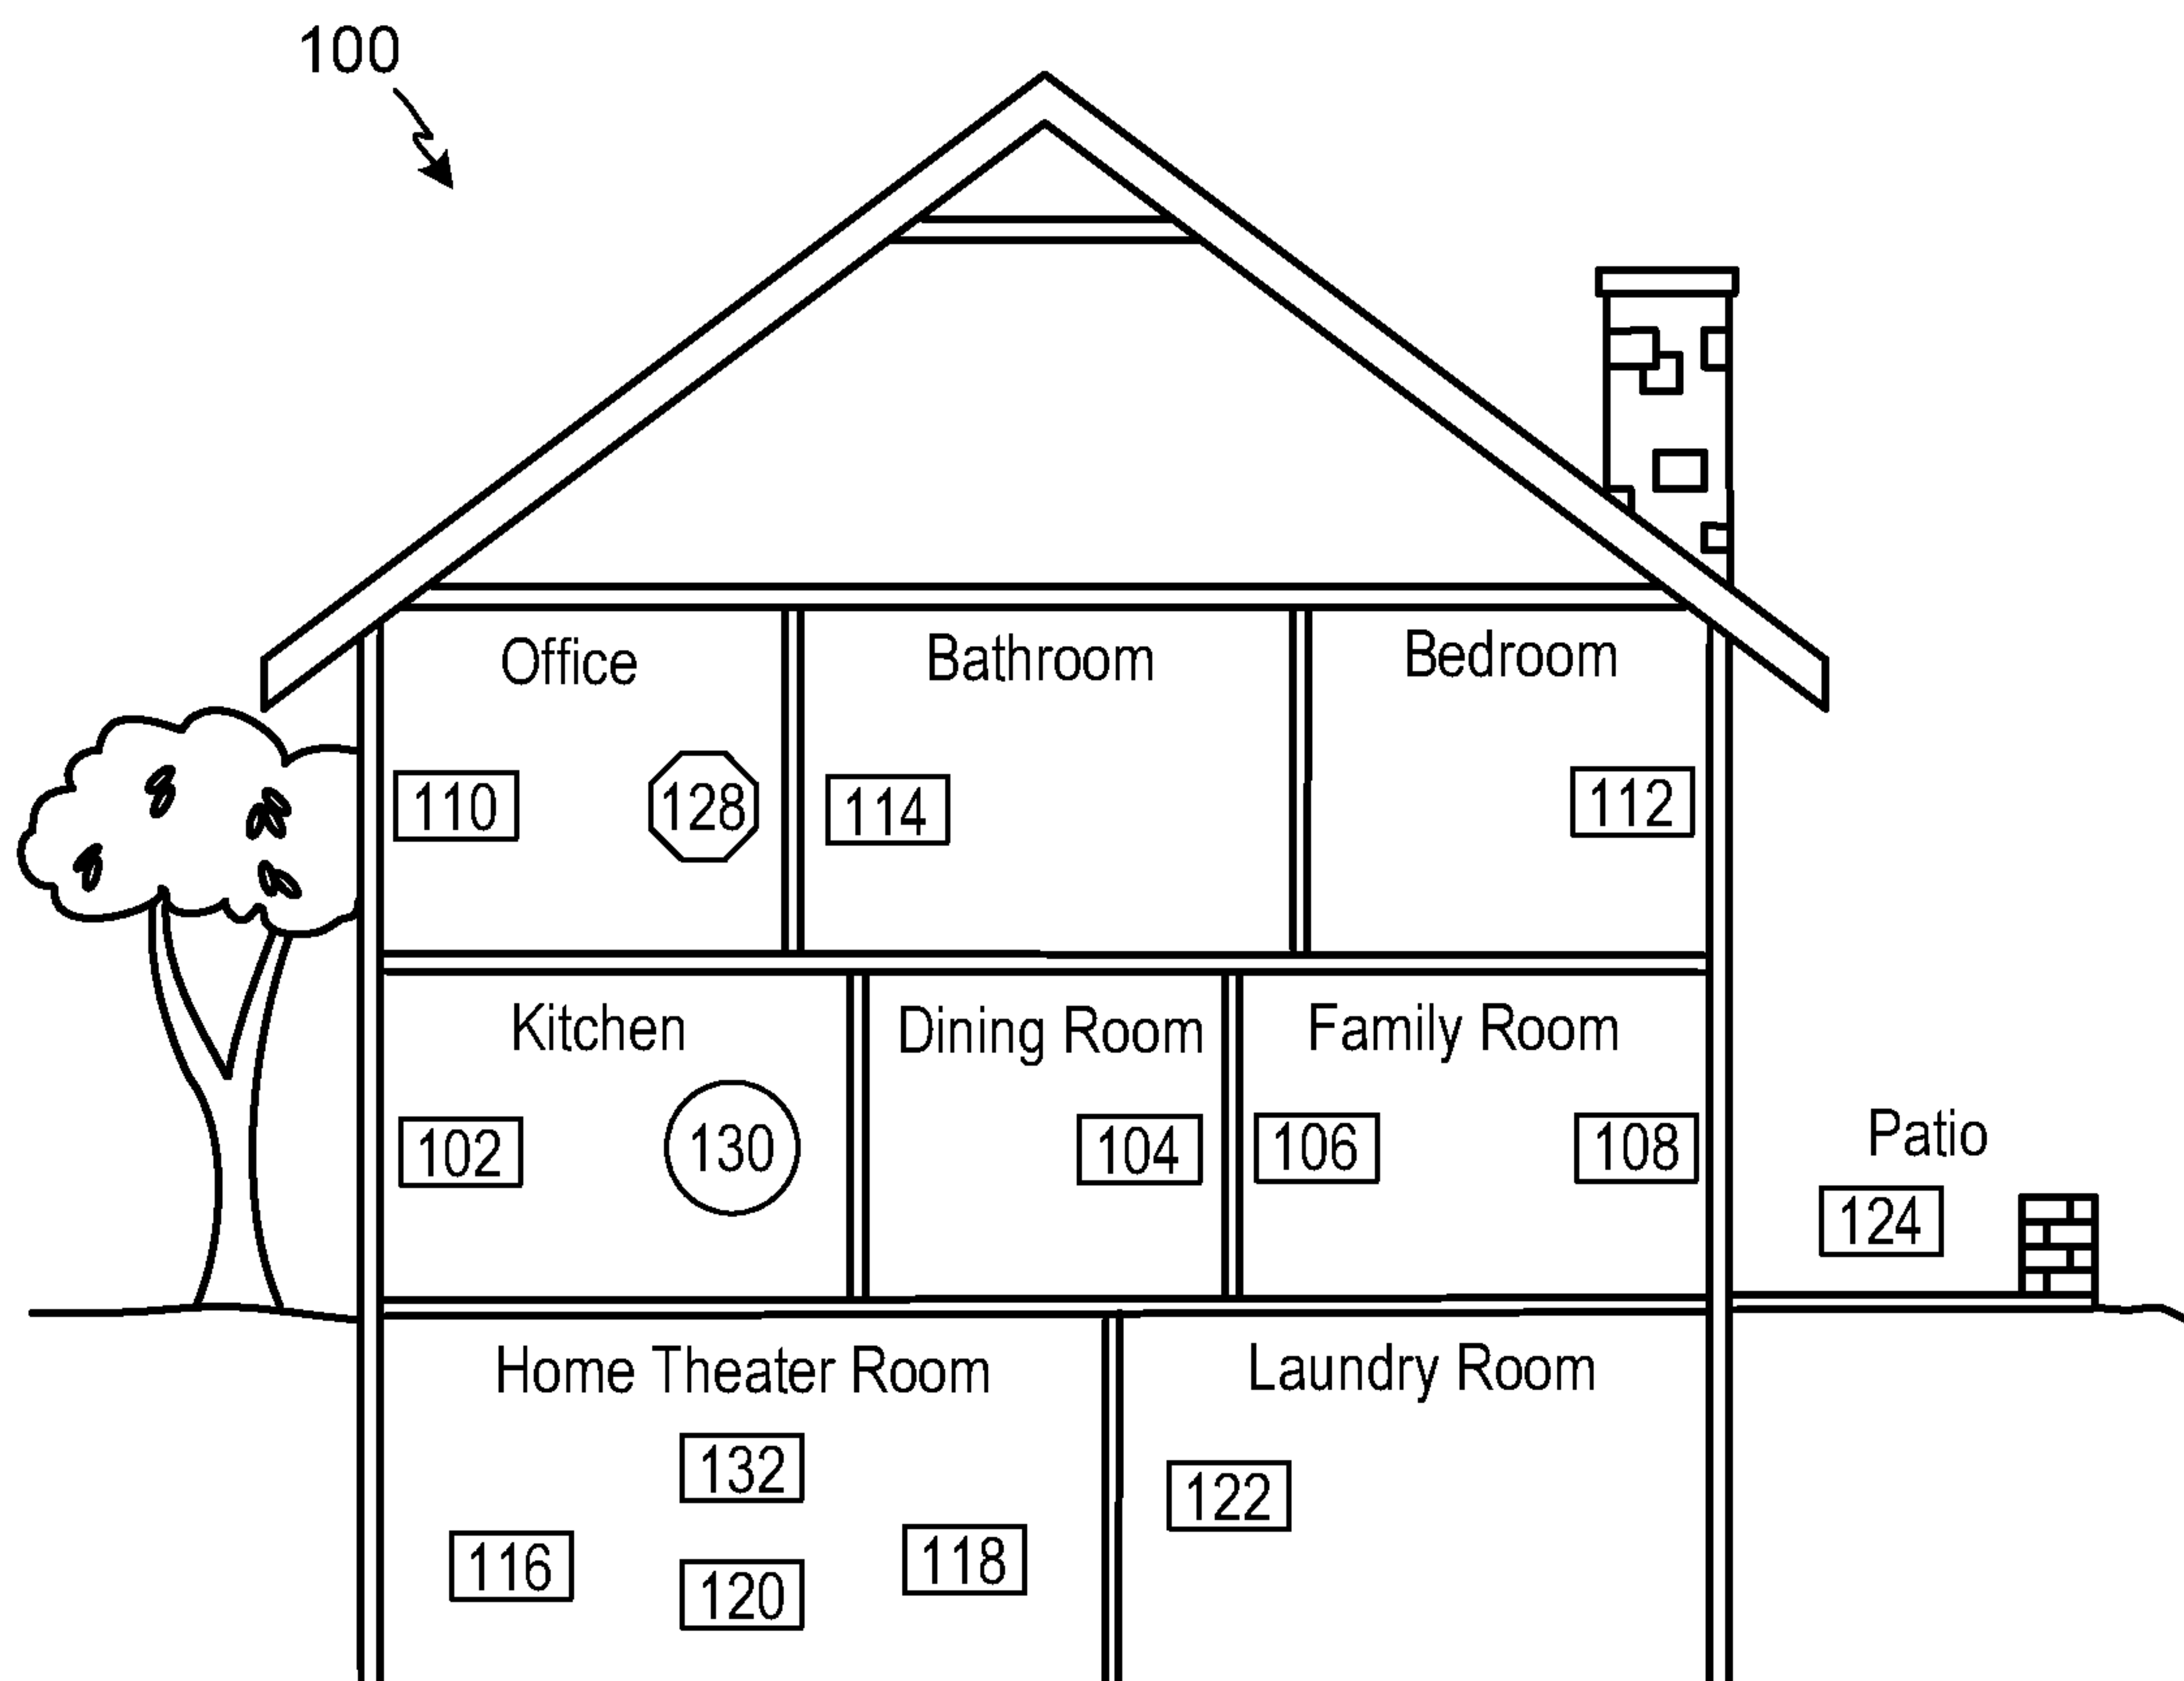 100
Office Bathroom Bedroom
110 128 114 112
Kitchen Dining Room Family Room
102 130 104 106 108
Patio
124
Home Theater Room Laundry Room
132
122
116 120 118